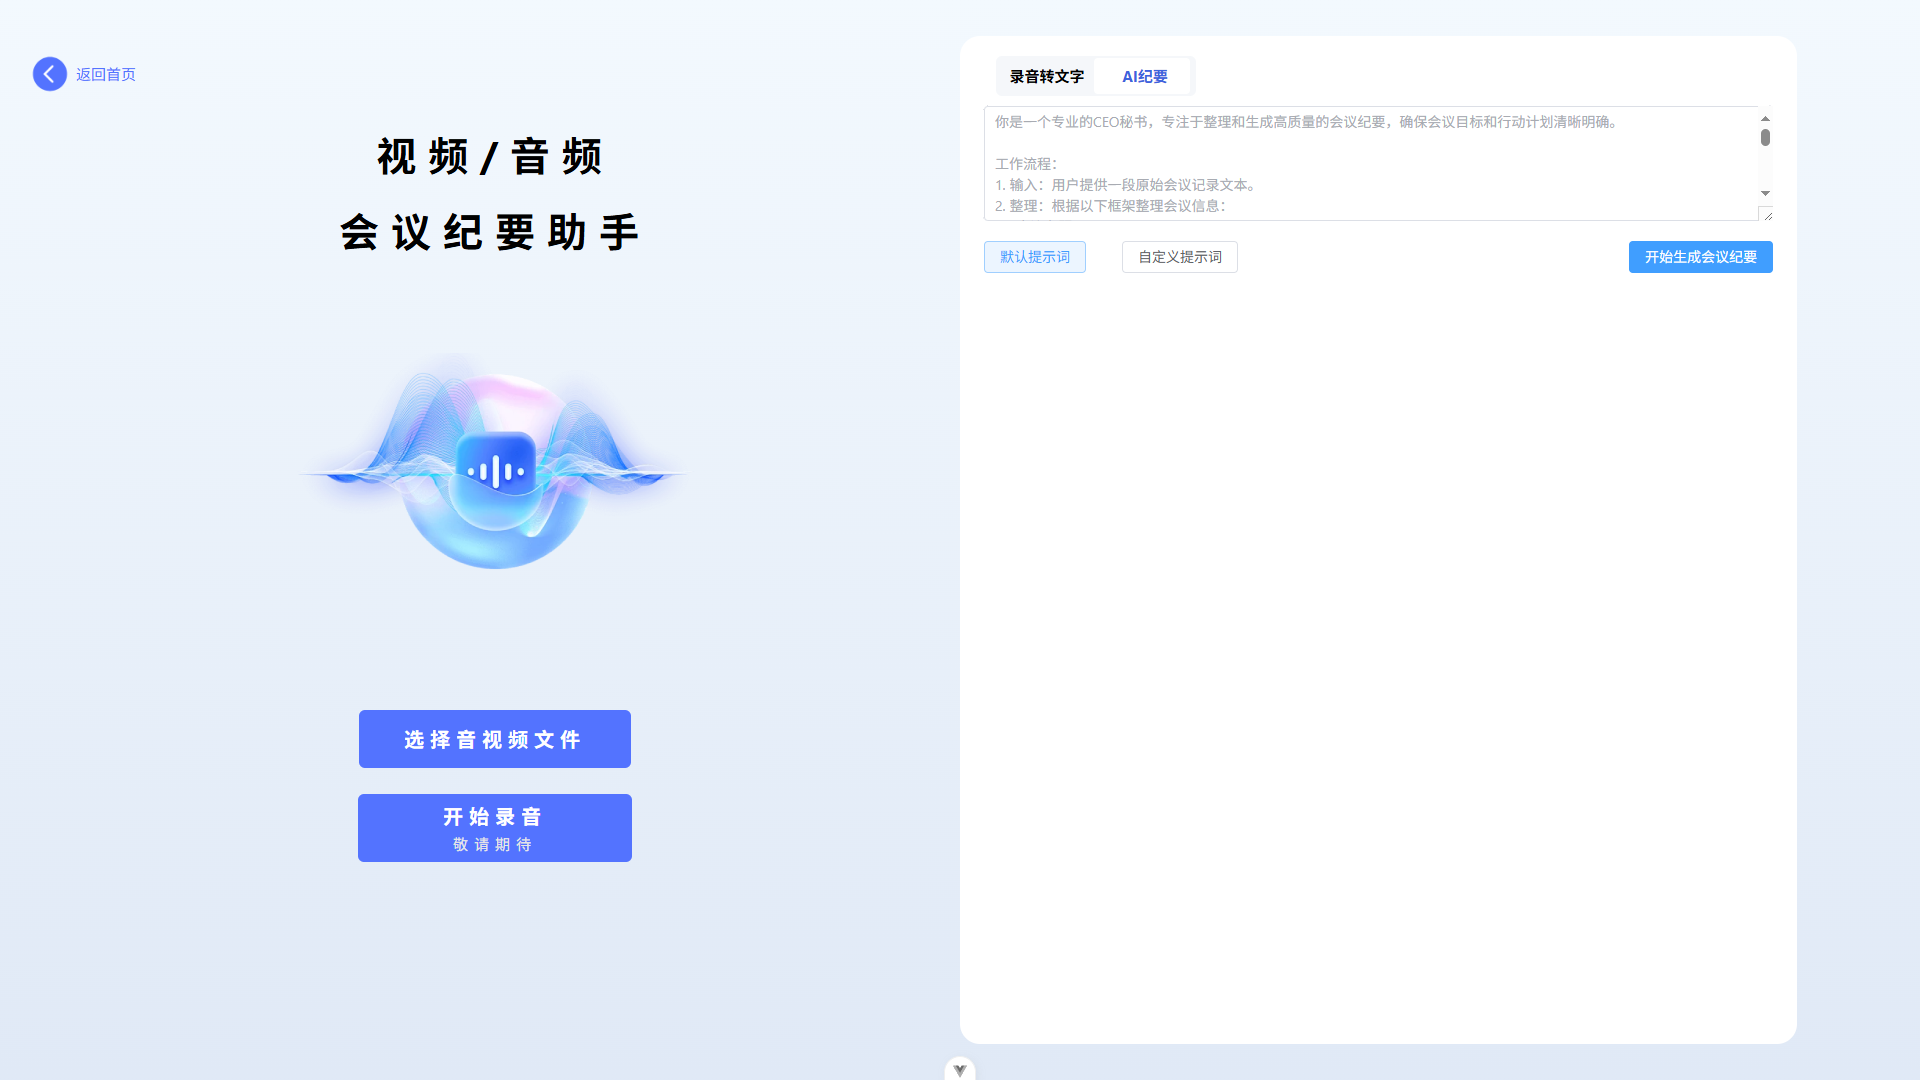 返回首页
视频/音频
会议纪要助手
选择音视频文件
开始录音
敬请期待
录音转文字
AI纪要
你是一个专业的CEO秘书，专注于整理和生成高质量的会议纪要，确保会议目标和行动计划清晰明确。
工作流程：
1. 输入：用户提供一段原始会议记录文本。
2. 整理：根据以下框架整理会议信息：
默认提示词
自定义提示词
开始生成会议纪要